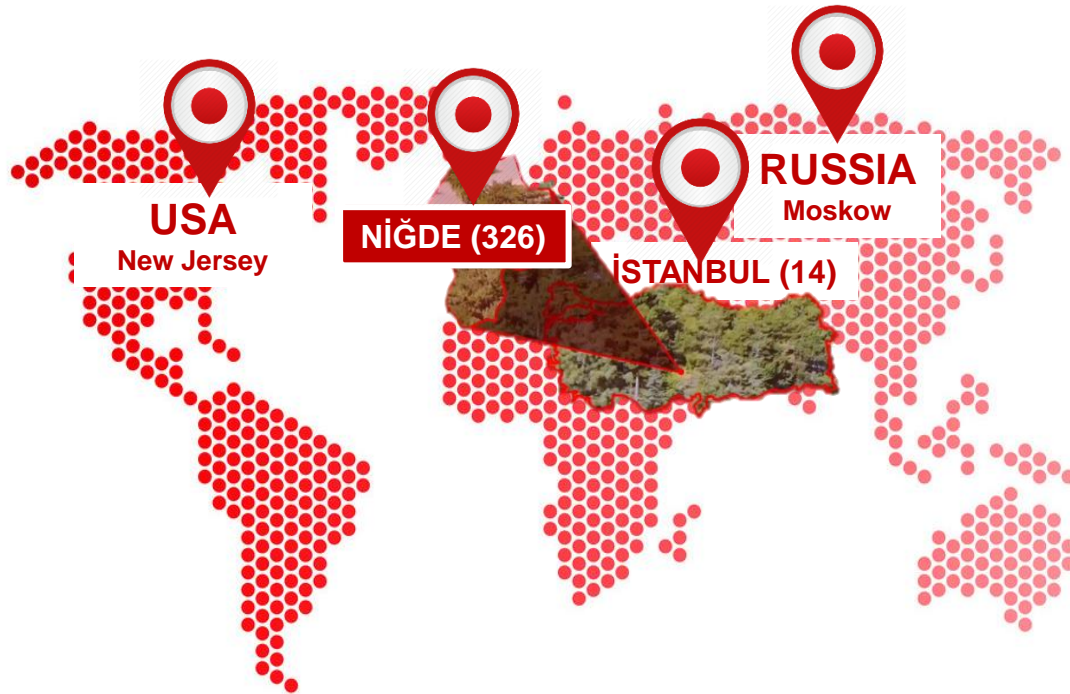 USA
New Jersey
NİĞDE (326)
İSTANBUL (14)
RUSSIA
Moskow